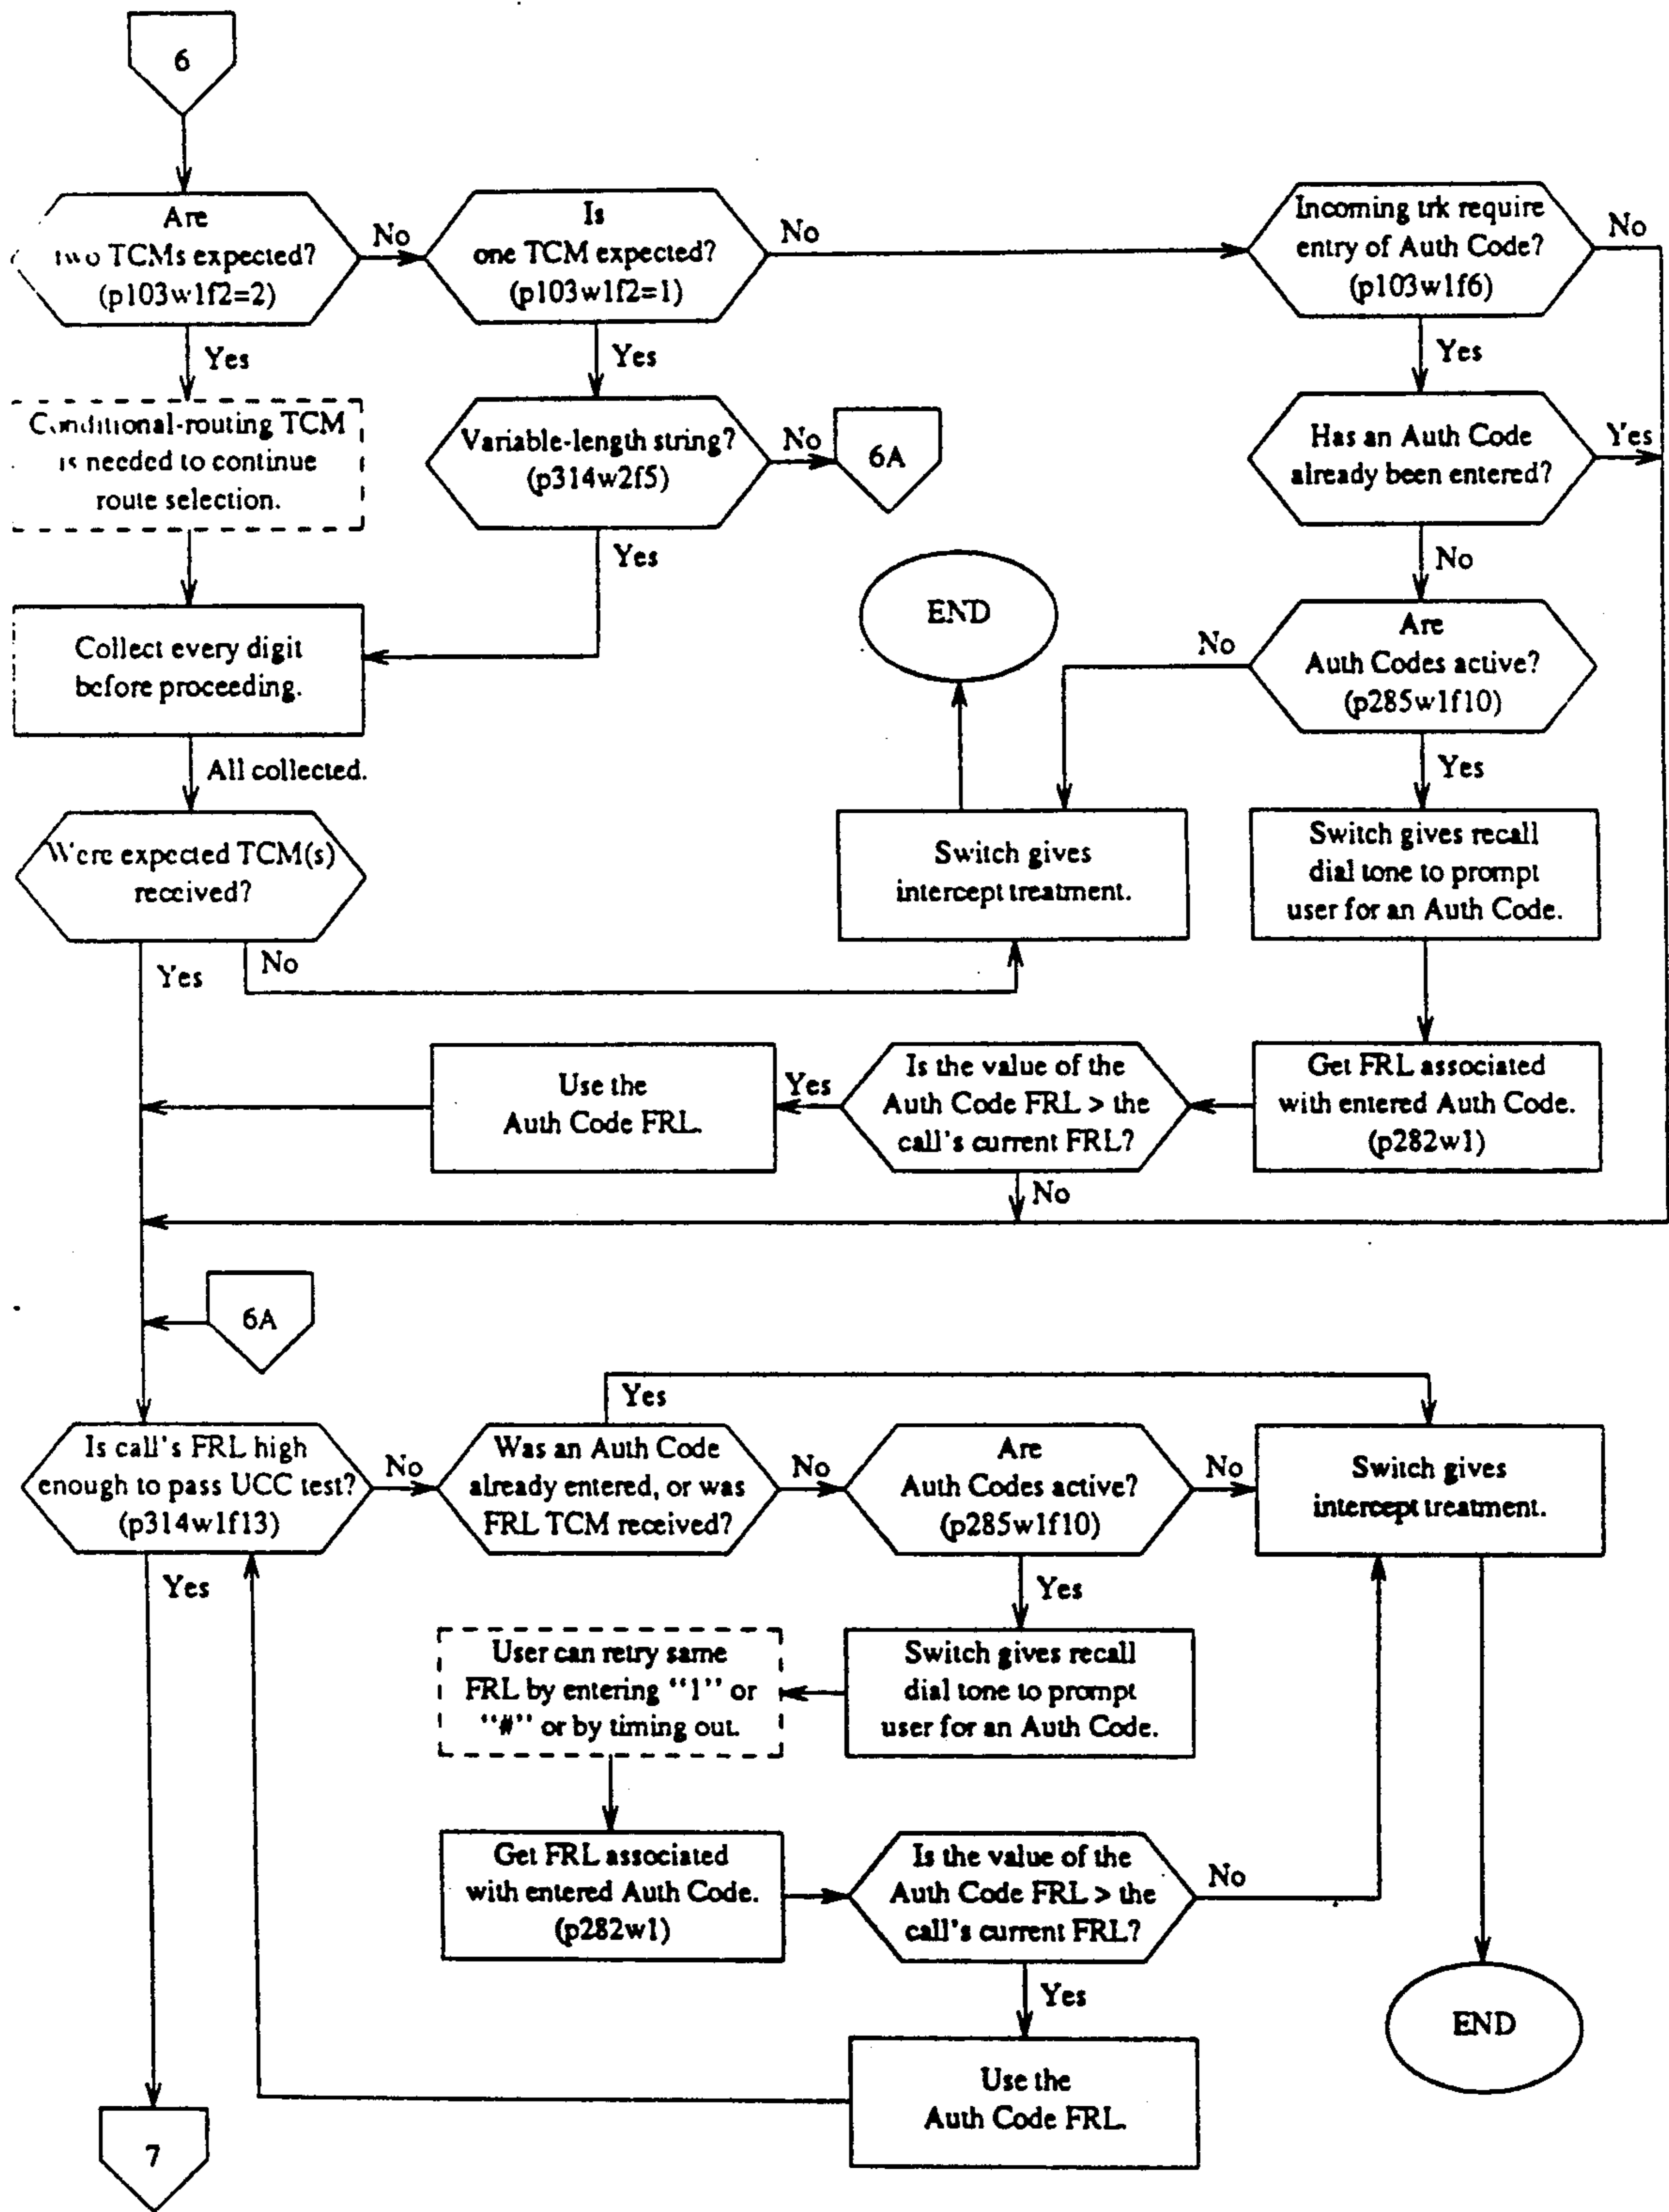 6
Are
two TCMs expected?
(p103w1f2=2)
No
Is
one TCM expected?
(p103w1f2=1)
No
Incoming trk require
entry of Auth Code?
(p103w1f6)
No
Yes
Yes
Yes
Conditional-routing TCM
is needed to continue
route selection.
Variable-length string?
(p314w2f5)
No
6A
Has an Auth Code
already been entered?
Yes
Yes
No
Collect every digit
before proceeding.
END
No
Are
Auth Codes active?
(p285w1f10)
All collected.
Yes
Were expected TCM(s)
received?
Switch gives
intercept treatment.
Switch gives recall
dial tone to prompt
user for an Auth Code.
Yes
No
Use the
Auth Code FRL.
Yes
Is the value of the
Auth Code FRL > the
call's current FRL?
Get FRL associated
with entered Auth Code.
(p282w1)
No
6A
Yes
Is call's FRL high
enough to pass UCC test?
(p314w1f13)
No
Was an Auth Code
already entered, or was
FRL TCM received?
No
Are
Auth Codes active?
(p285w1f10)
No
Switch gives
intercept treatment.
Yes
Yes
User can retry same
FRL by entering "1" or
"#" or by timing out.
Switch gives recall
dial tone to prompt
user for an Auth Code.
Get FRL associated
with entered Auth Code.
(p282w1)
Is the value of the
Auth Code FRL > the
call's current FRL?
No
Yes
END
Use the
Auth Code FRL.
7